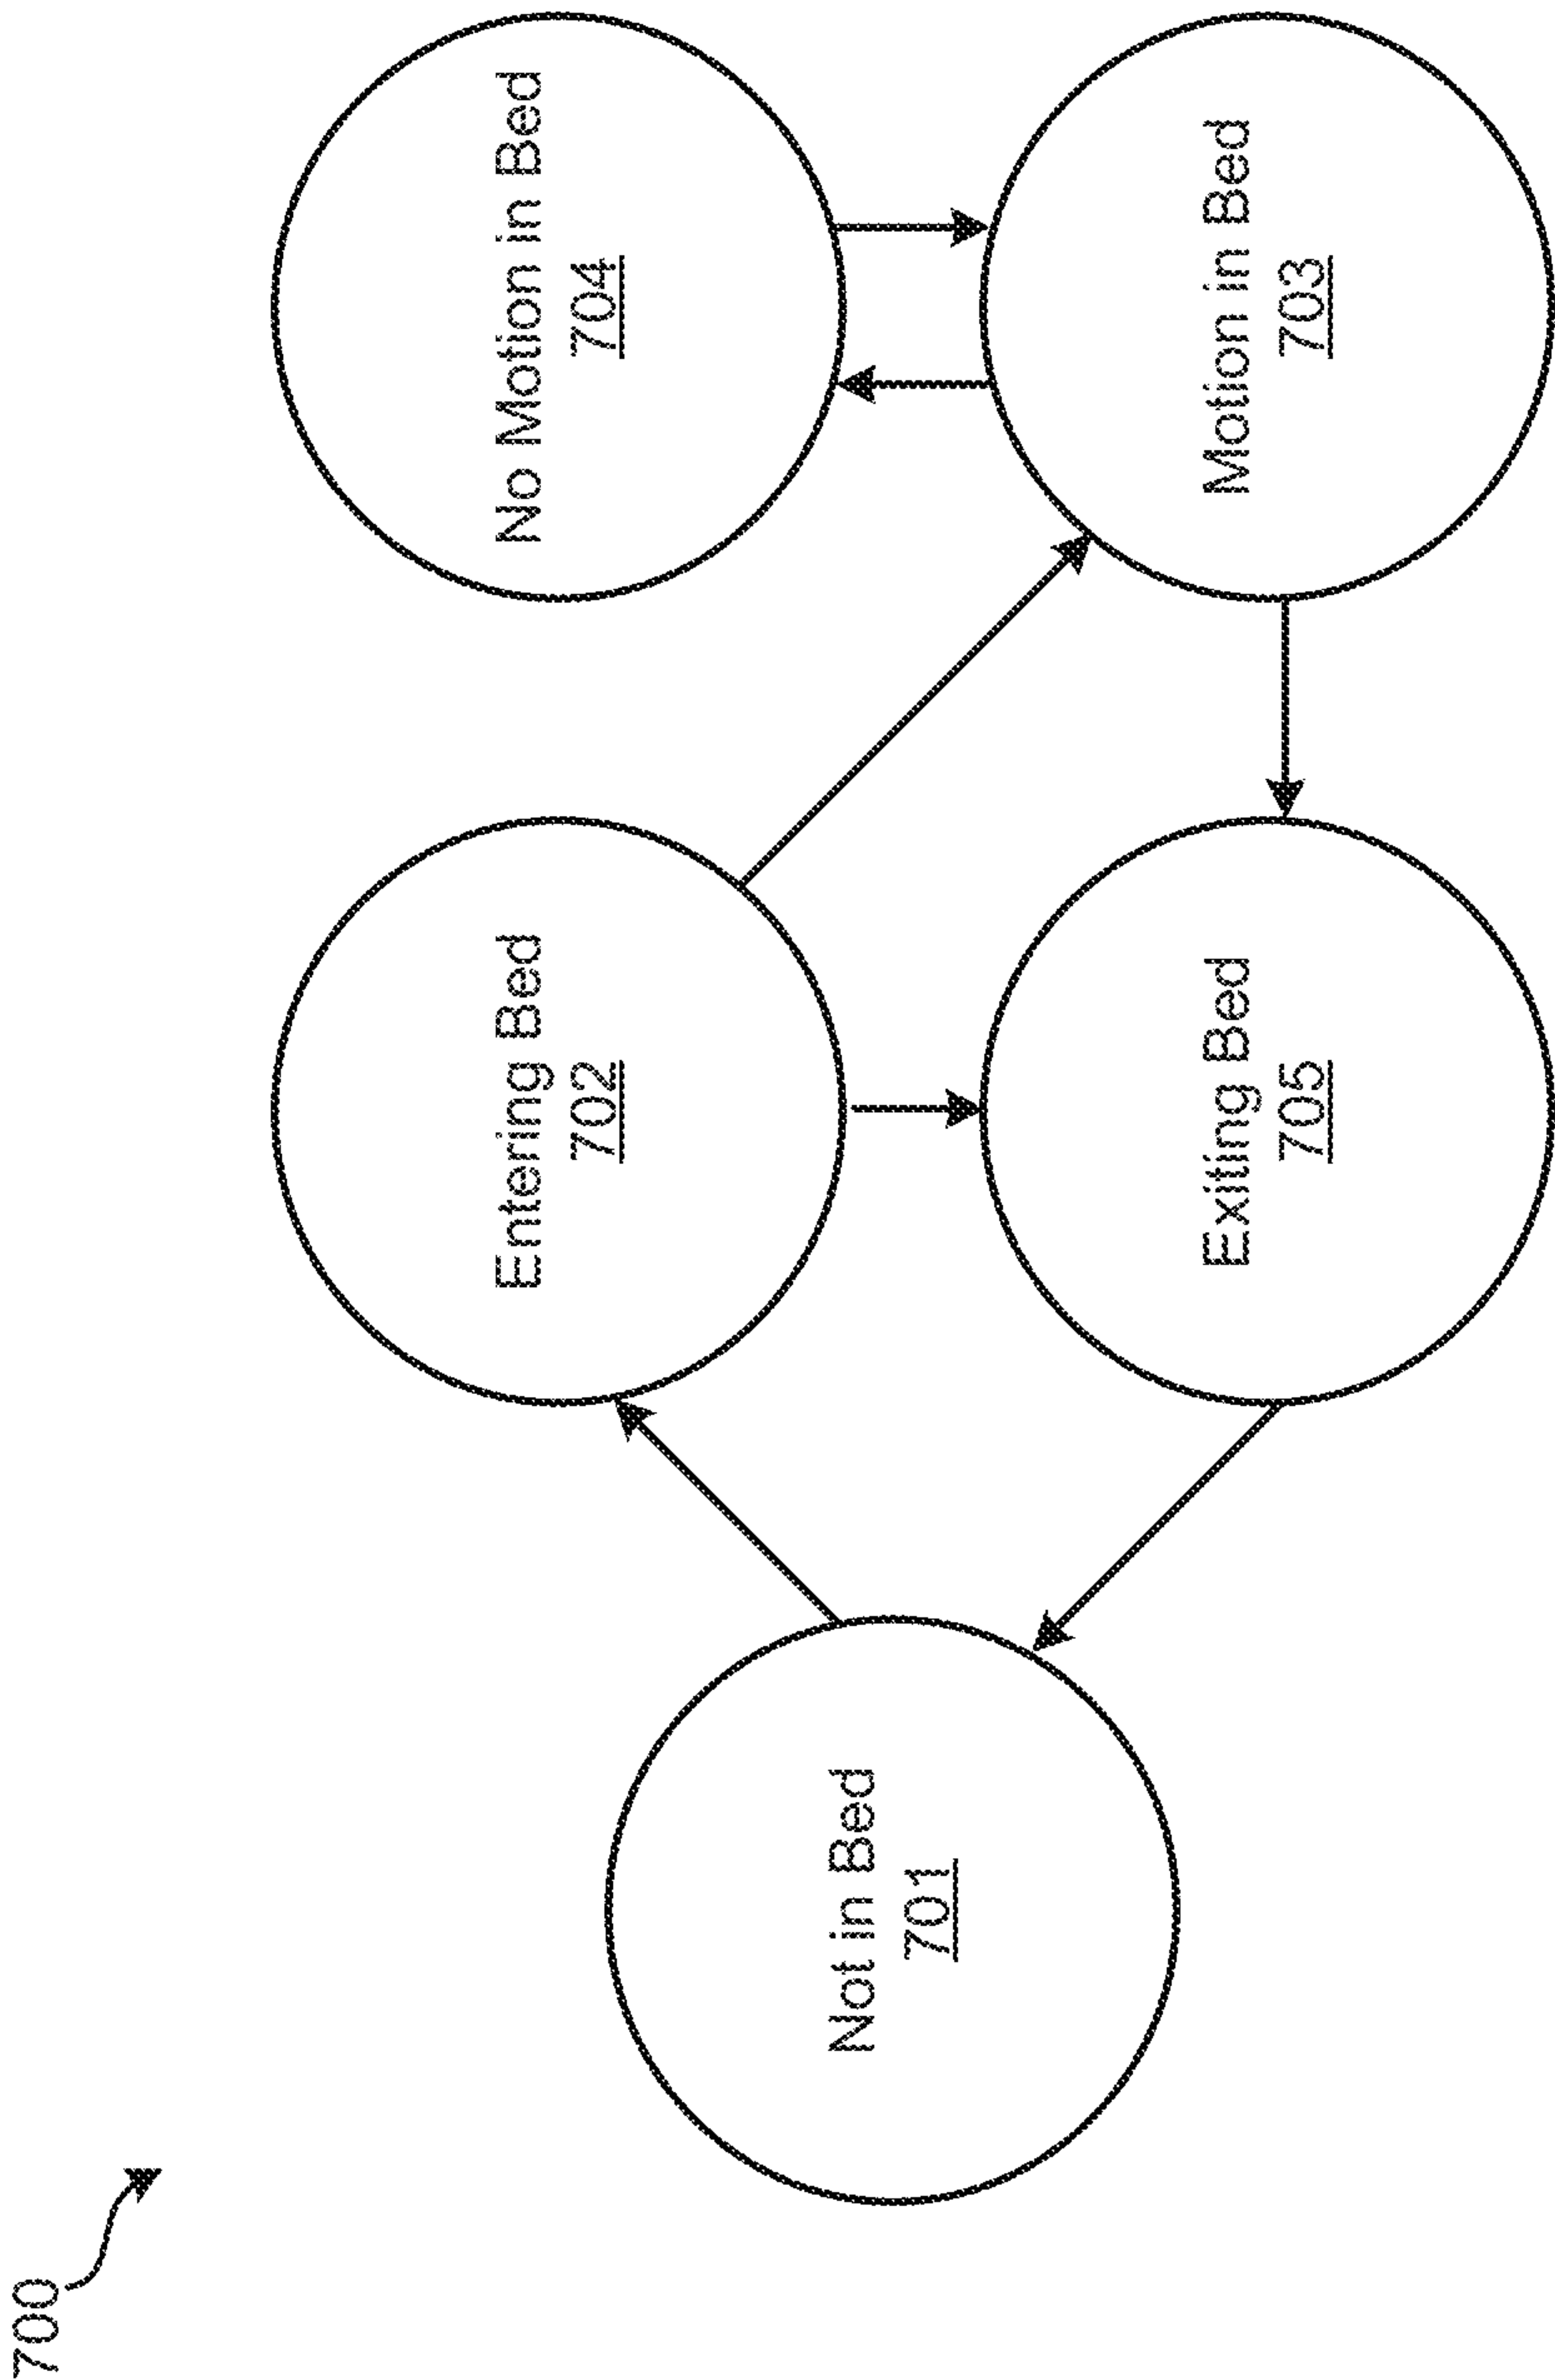 700
Not in Bed
701
Entering Bed
702
No Motion in Bed
704
Exiting Bed
705
Motion in Bed
703